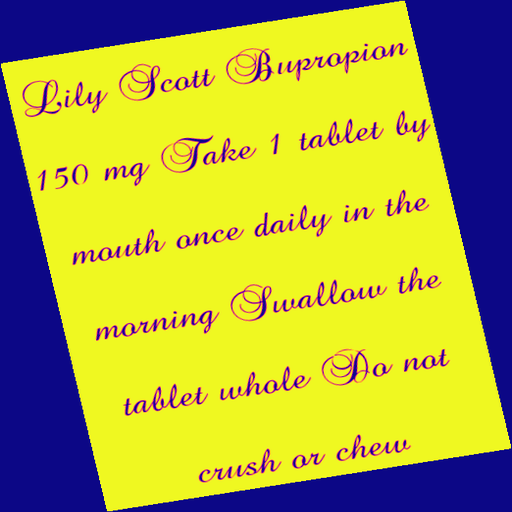 Lily Scott Bupropion
150 mg Take 1 tablet by
mouth once daily in the
morning Swallow the
tablet whole Do not
crush or chew